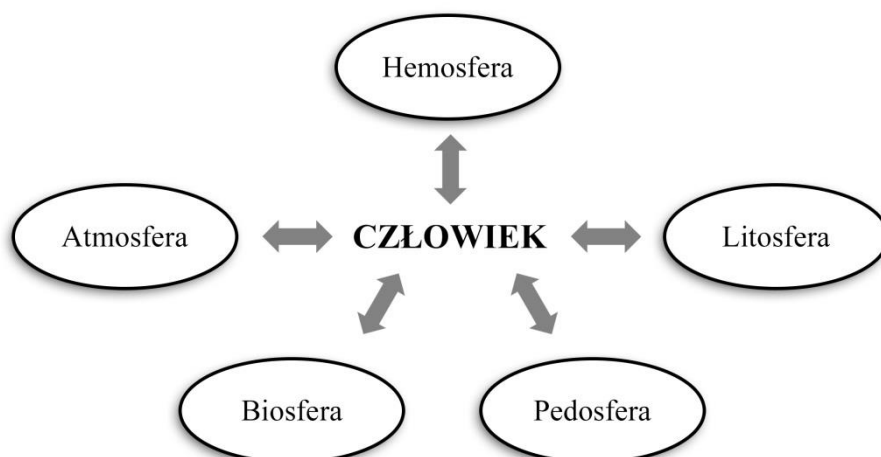 Hemosfera
Atmosfera
CZŁOWIEK
Litosfera
Biosfera
Pedosfera